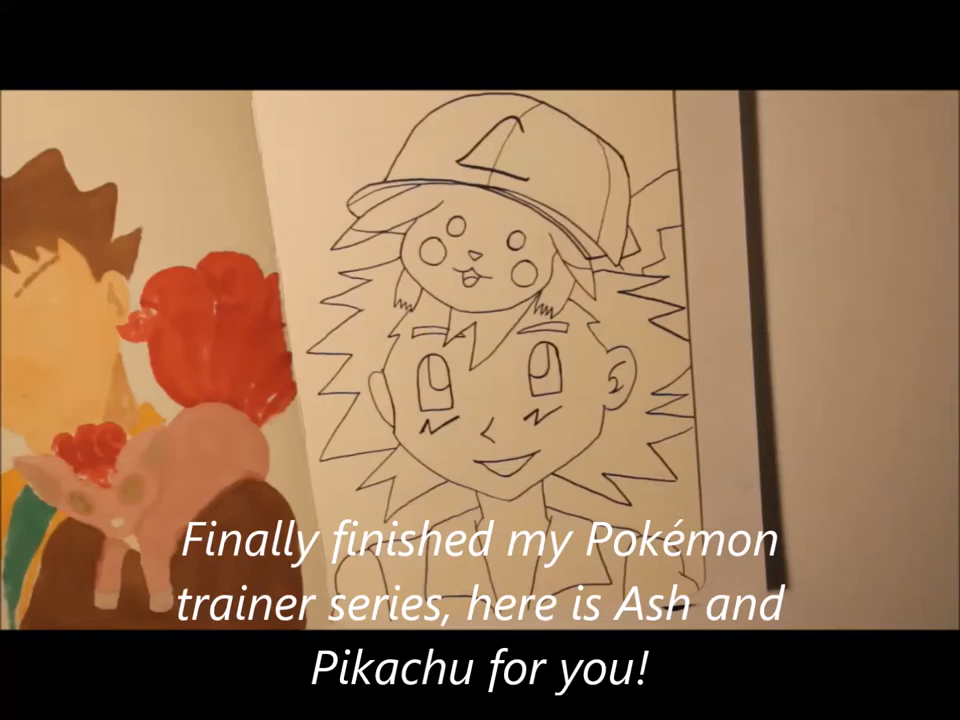 Finally finished my Pokémon
trainer series, here is Ash and
Pikachu for you!